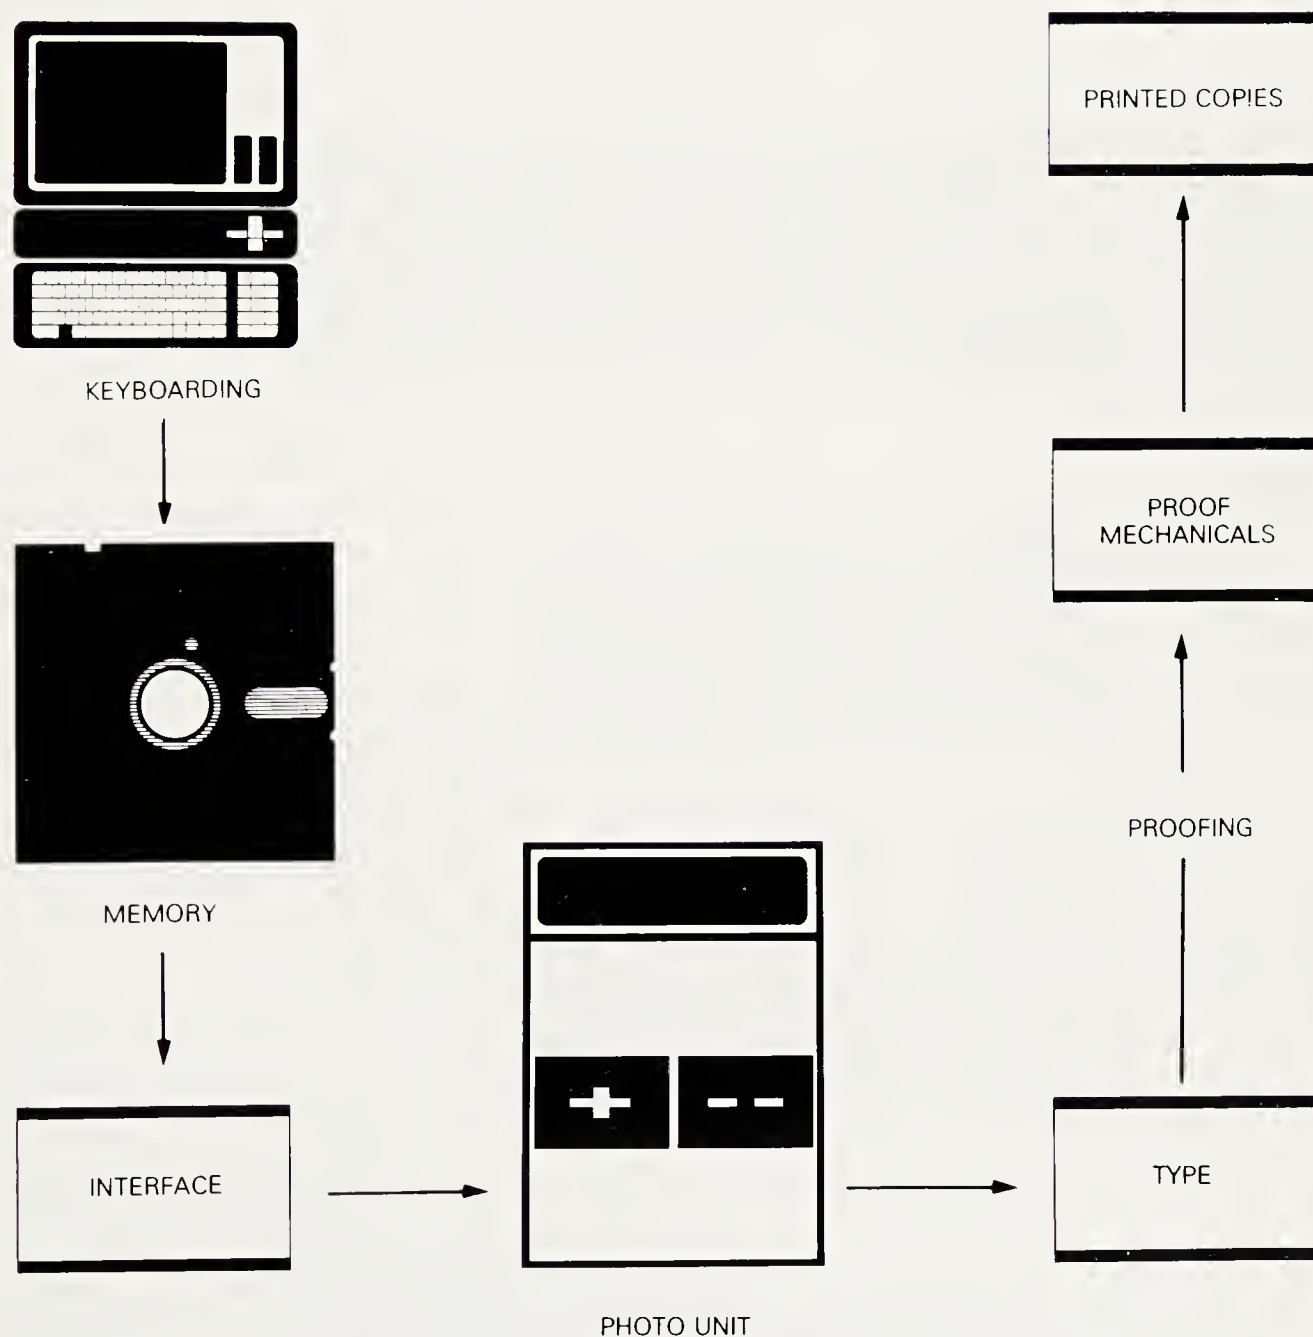 KEYBOARDING
MEMORY
INTERFACE
PHOTO UNIT
TYPE
PROOFING
PROOF
MECHANICALS
PRINTED COPIES